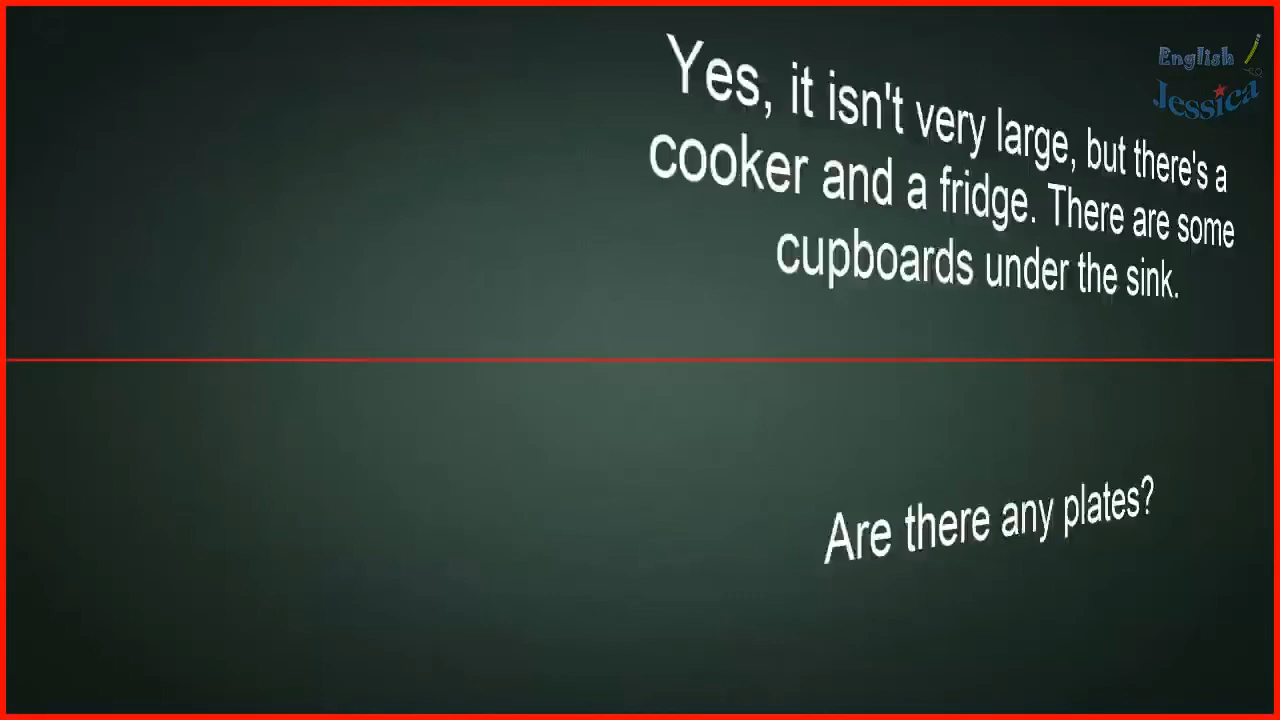 English
Jessica
Yes, it isn't very large, but there's a
cooker and a fridge. There are some
cupboards under the sink.
Are there any plates?